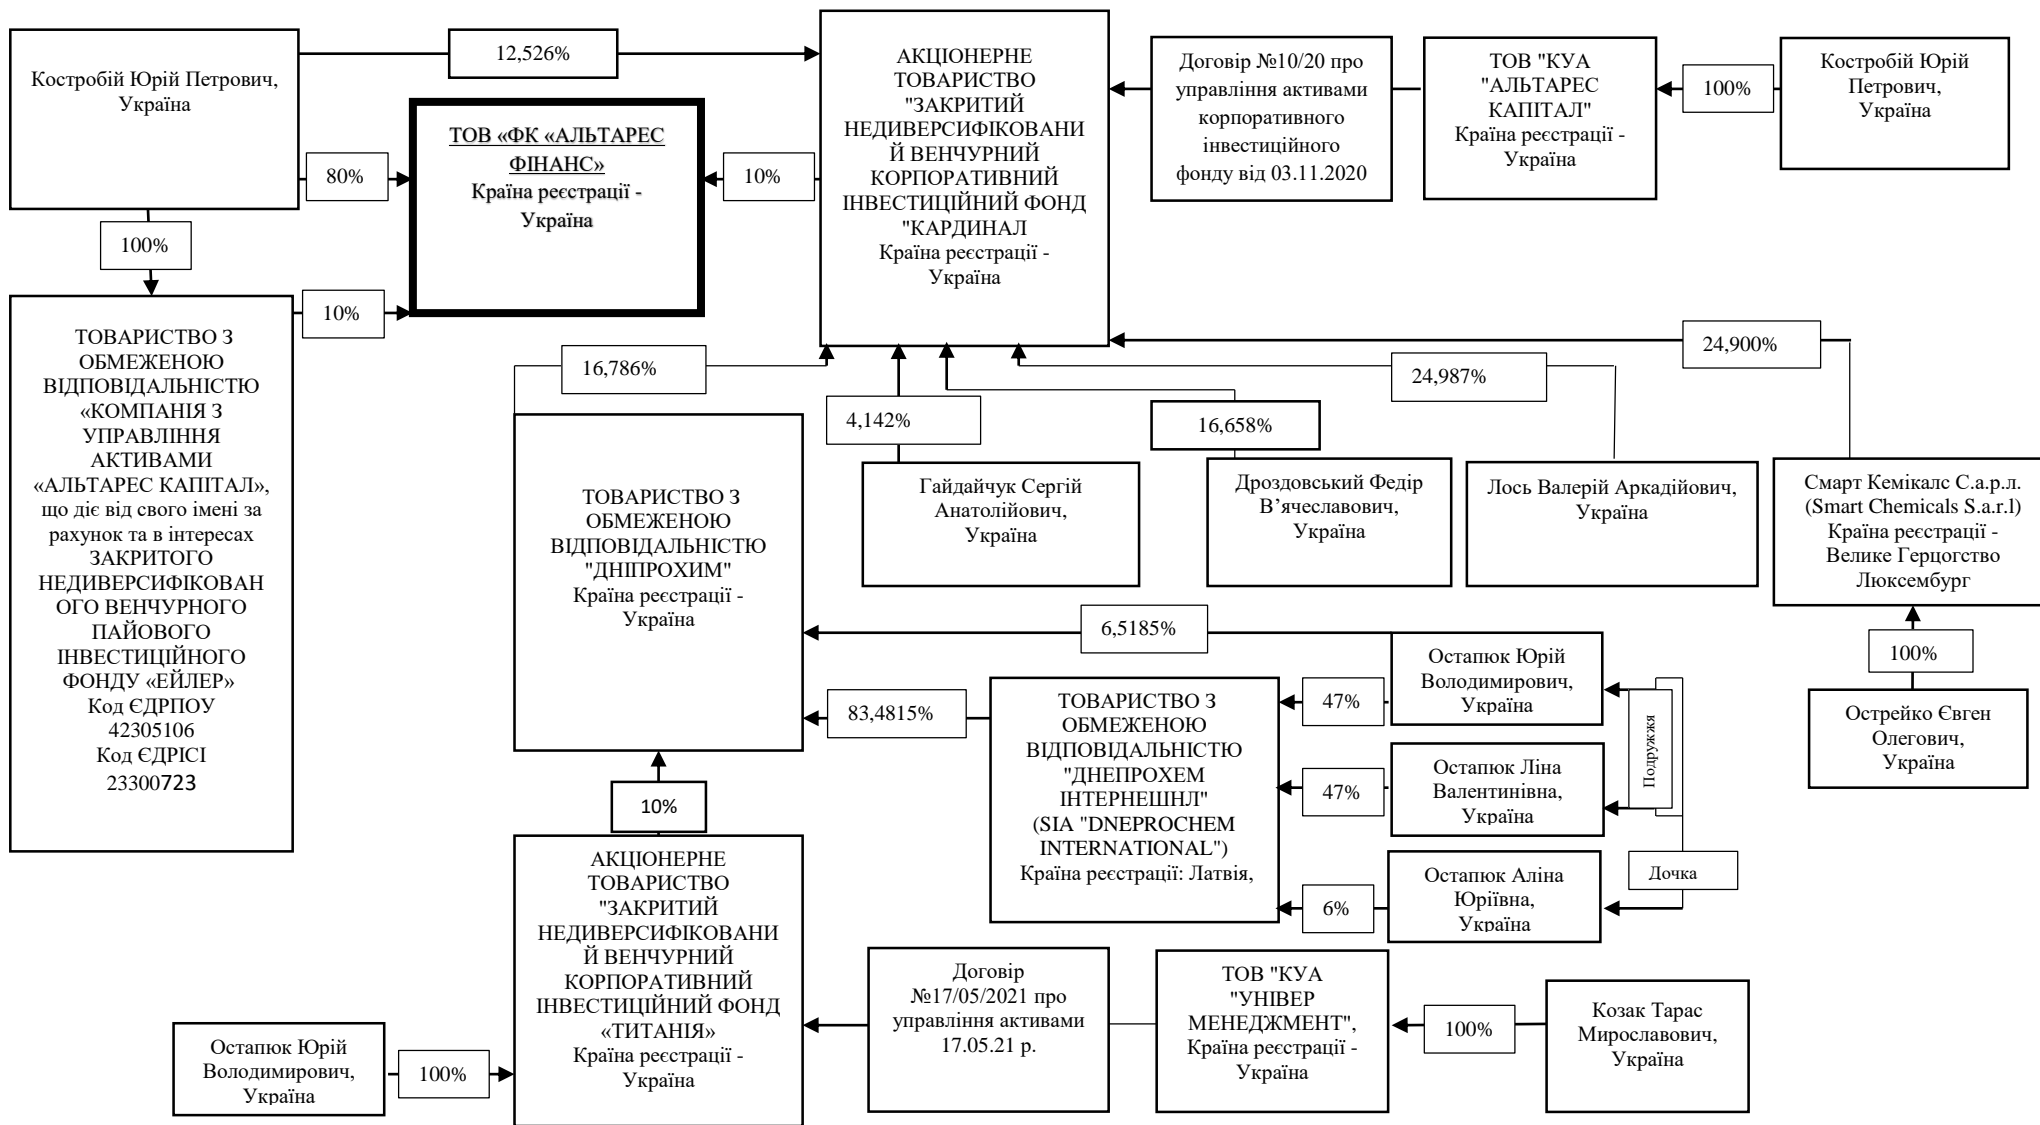 Костробій Юрій Петрович,
Україна
12,526%
80%
100%
ТОВ «ФК «АЛЬТАРЕС
ФІНАНС»
Країна реєстрації -
Україна
10%
АКЦІОНЕРНЕ
ТОВАРИСТВО
"ЗАКРИТИЙ
НЕДИВЕРСИФІКОВАНИ
Й ВЕНЧУРНИЙ
КОРПОРАТИВНИЙ
ІНВЕСТИЦІЙНИЙ ФОНД
"КАРДИНАЛ
Країна реєстрації -
Україна
Договір №10/20 про
управління активами
корпоративного
інвестиційного
фонду від 03.11.2020
ТОВ "КУА
"АЛЬТАРЕС
КАПІТАЛ"
Країна реєстрації -
Україна
100%
Костробій Юрій
Петрович,
Україна
ТОВАРИСТВО З
ОБМЕЖЕНОЮ
ВІДПОВІДАЛЬНІСТЮ
«КОМПАНІЯ З
УПРАВЛІННЯ
АКТИВАМИ
«АЛЬТАРЕС КАПІТАЛ»,
що діє від свого імені за
рахунок та в інтересах
ЗАКРИТОГО
НЕДИВЕРСИФІКОВАН
ОГО ВЕНЧУРНОГО
ПАЙОВОГО
ІНВЕСТИЦІЙНОГО
ФОНДУ «ЕЙЛЕР»
Код ЄДРПОУ
42305106
Код ЄДРІСІ
23300723
10%
16,786%
4,142%
16,658%
24,987%
24,900%
ТОВАРИСТВО З
ОБМЕЖЕНОЮ
ВІДПОВІДАЛЬНІСТЮ
"ДНІПРОХИМ"
Країна реєстрації -
Україна
Гайдайчук Сергій
Анатолійович,
Україна
Дроздовський Федір
В’ячеславович,
Україна
Лось Валерій Аркадійович,
Україна
Смарт Кемікалс С.а.р.л.
(Smart Chemicals S.a.r.l)
Країна реєстрації -
Велике Герцогство
Люксембург
100%
Острейко Євген
Олегович,
Україна
6,5185%
83,4815%
10%
ТОВАРИСТВО З
ОБМЕЖЕНОЮ
ВІДПОВІДАЛЬНІСТЮ
"ДНЕПРОХЕМ
ІНТЕРНЕШНЛ"
(SIA "DNEPROCHEM
INTERNATIONAL")
Країна реєстрації: Латвія,
47%
Остапюк Юрій
Володимирович,
Україна
47%
Остапюк Ліна
Валентинівна,
Україна
6%
Остапюк Аліна
Юріївна,
Україна
Подружжя
Дочка
АКЦІОНЕРНЕ
ТОВАРИСТВО
"ЗАКРИТИЙ
НЕДИВЕРСИФІКОВАНИ
Й ВЕНЧУРНИЙ
КОРПОРАТИВНИЙ
ІНВЕСТИЦІЙНИЙ ФОНД
«ТИТАНІЯ»
Країна реєстрації -
Україна
Остапюк Юрій
Володимирович,
Україна
100%
Договір
№17/05/2021 про
управління активами
17.05.21 р.
ТОВ "КУА
"УНІВЕР
МЕНЕДЖМЕНТ",
Країна реєстрації -
Україна
100%
Козак Тарас
Мирославович,
Україна